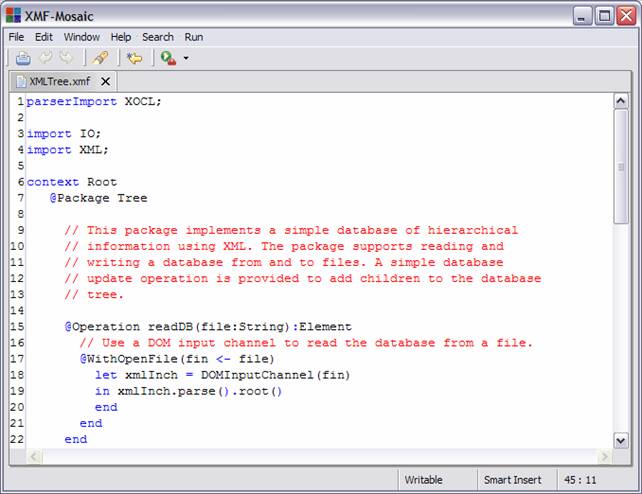 XMF-Mosaic
File Edit Window Help Search Run
XMLTree.xmf
1 parserImport XOCL;
2
3 import IO;
4 import XML;
5
6 context Root
7    @Package Tree
8
9      // This package implements a simple database of hierarchical
10      // information using XML. The package supports reading and
11      // writing a database from and to files. A simple database
12      // update operation is provided to add children to the database
13      // tree.
14
15      @Operation readDB(file:String):Element
16        // Use a DOM input channel to read the database from a file.
17        @WithOpenFile(fin <- file)
18          let xmlInch = DOMInputChannel(fin)
19          in xmlInch.parse().root()
20          end
21        end
22      end
Writable Smart Insert 45 : 11